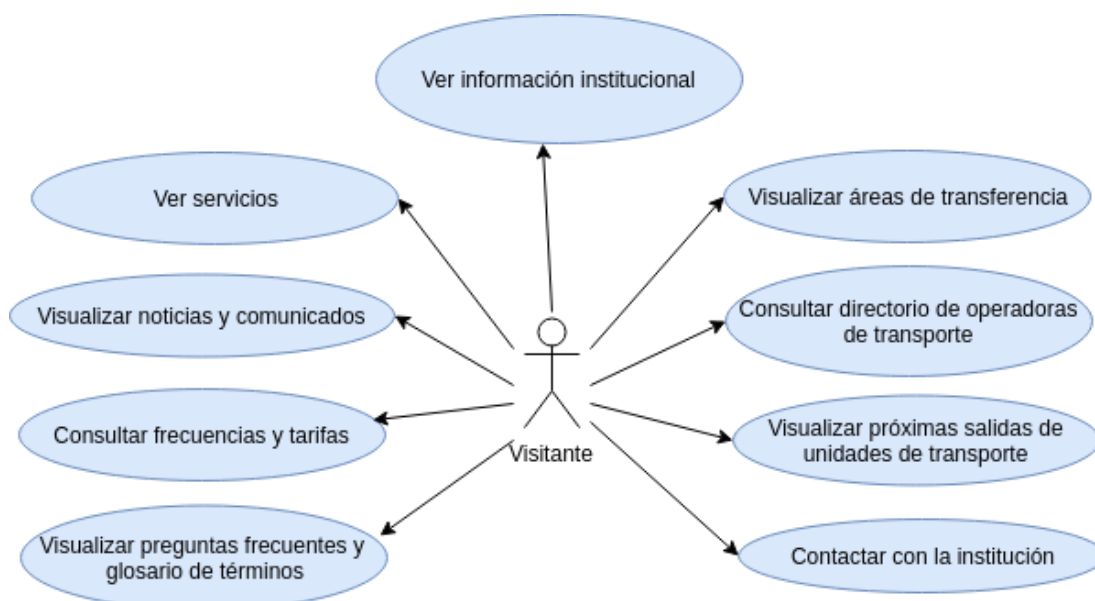 Ver información institucional
Ver servicios
Visualizar áreas de transferencia
Visualizar noticias y comunicados
Consultar directorio de operadoras
de transporte
Consultar frecuencias y tarifas
Visualizar próximas salidas de
unidades de transporte
Visitante
Visualizar preguntas frecuentes y
glosario de términos
Contactar con la institución